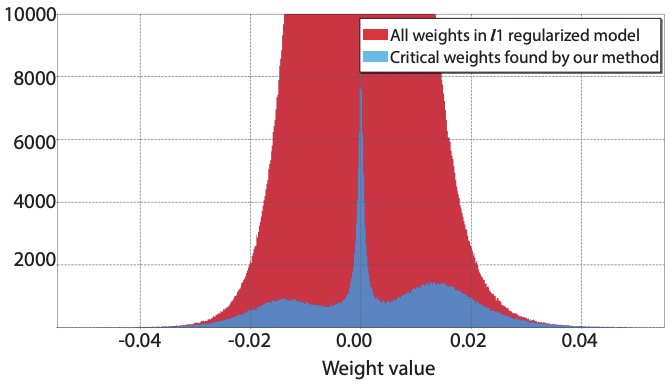 10000
8000
6000
4000
2000
All weights in l1 regularized model
Critical weights found by our method
-0.04 -0.02 0.00 0.02 0.04
Weight value